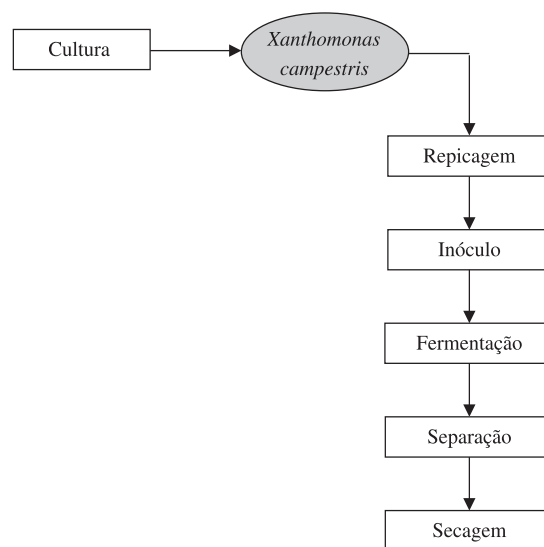 Cultura
Xanthomonas
campestris
Repicagem
Inóculo
Fermentação
Separação
Secagem